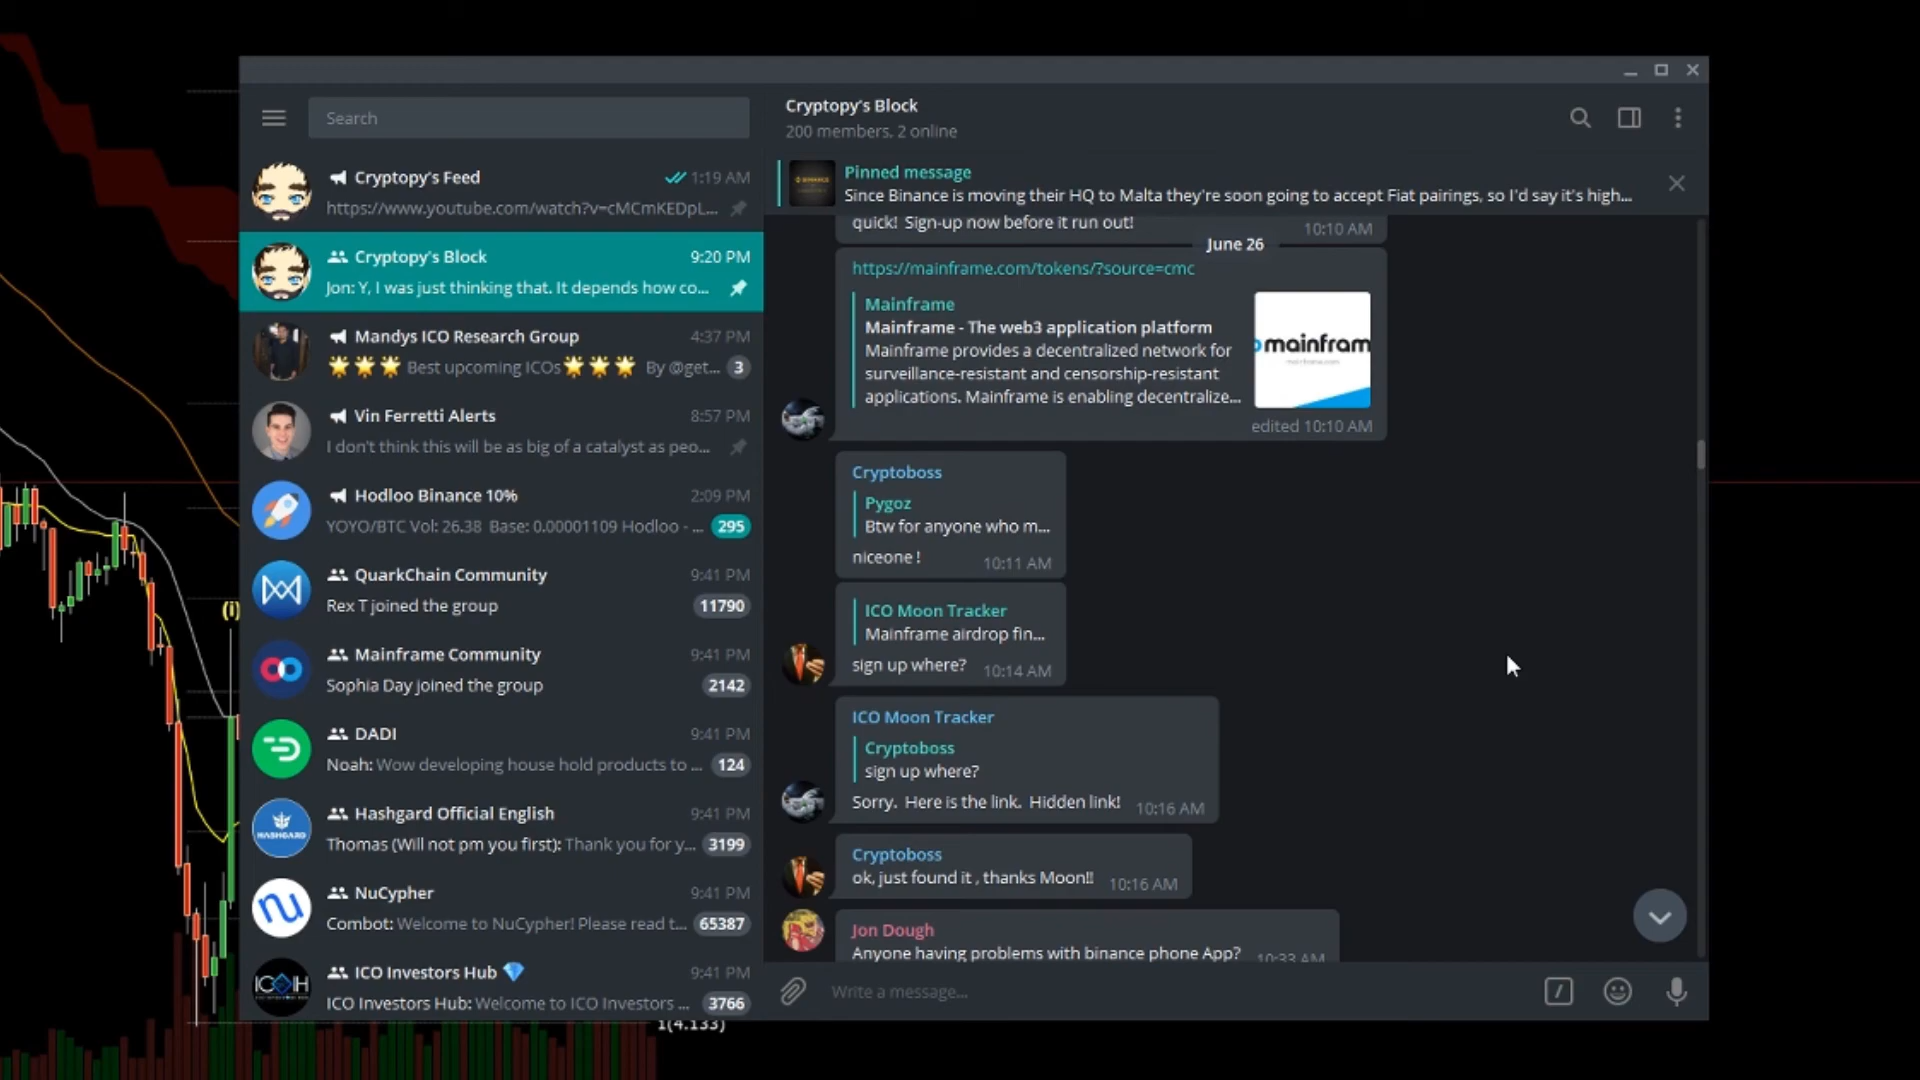 Search
Cryptopy's Feed
1:19 AM
https://www.youtube.com/watch?v=cMCmKEDpL...
Cryptopy's Block
9:20 PM
Jon: Y, I was just thinking that. It depends how co...
Mandys ICO Research Group
4:37 PM
Best upcoming ICOs
By @get...
3
Vin Ferretti Alerts
8:57 PM
I don't think this will be as big of a catalyst as peo...
Hodloo Binance 10%
2:09 PM
YOYO/BTC Vol: 26.38 Base: 0.00001109 Hodloo - ...
295
QuarkChain Community
9:41 PM
Rex T joined the group
11790
Mainframe Community
9:41 PM
Sophia Day joined the group
2142
DADI
9:41 PM
Noah: Wow developing house hold products to ...
124
HASHGARD
Hashgard Official English
9:41 PM
Thomas (Will not pm you first): Thank you for y...
3199
NuCypher
9:41 PM
Combot: Welcome to NuCypher! Please read t...
65387
ICOIH
ICO Investors Hub
9:41 PM
ICO Investors Hub: Welcome to ICO Investors ...
3766
Cryptopy's Block
200 members, 2 online
BINANCE
Pinned message
Since Binance is moving their HQ to Malta they're soon going to accept Fiat pairings, so I'd say it's high...
quick! Sign-up now before it run out!
10:10 AM
June 26
https://mainframe.com/tokens/?source=cmc
Mainframe
Mainframe - The web3 application platform
Mainframe provides a decentralized network for
surveillance-resistant and censorship-resistant
applications. Mainframe is enabling decentralize...
mainfram
edited 10:10 AM
Cryptoboss
Pygoz
Btw for anyone who m...
niceone !
10:11 AM
ICO Moon Tracker
Mainframe airdrop fin...
sign up where?
10:14 AM
ICO Moon Tracker
Cryptoboss
sign up where?
Sorry. Here is the link. Hidden link!
10:16 AM
Cryptoboss
ok, just found it , thanks Moon!!
10:16 AM
Jon Dough
Anyone having problems with binance phone App?
10:33 AM
Write a message...
(i)
1(4.133)